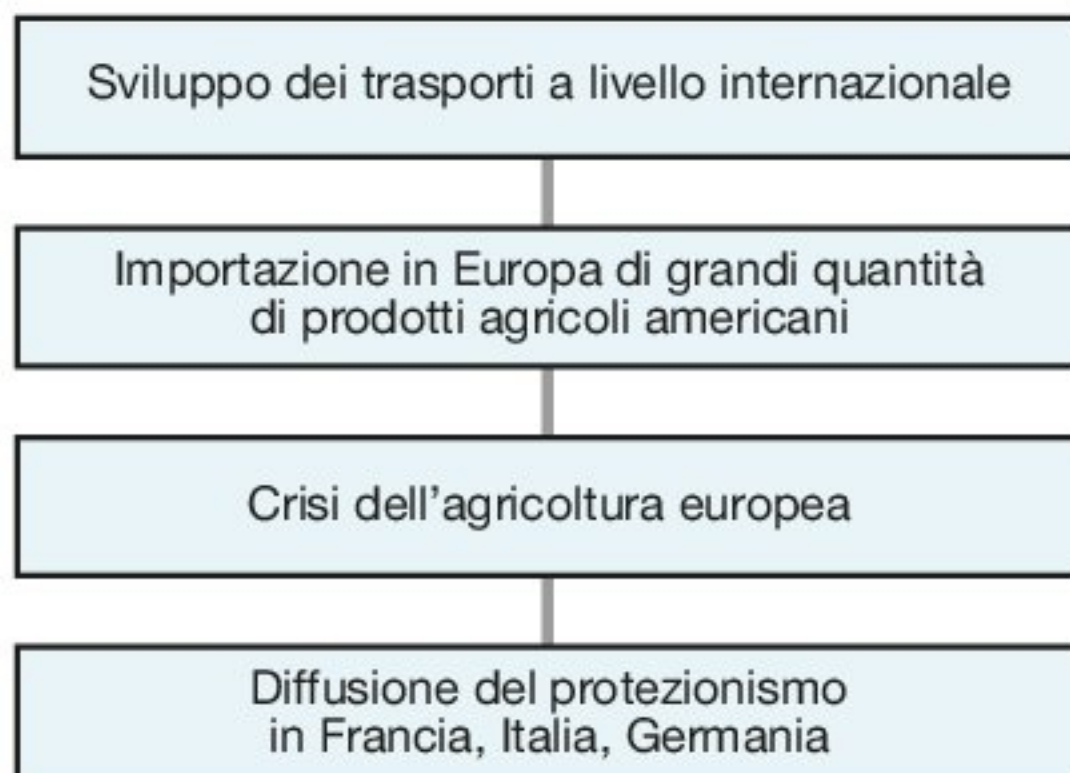 Sviluppo dei trasporti a livello internazionale
Importazione in Europa di grandi quantità
di prodotti agricoli americani
Crisi dell’agricoltura europea
Diffusione del protezionismo
in Francia, Italia, Germania